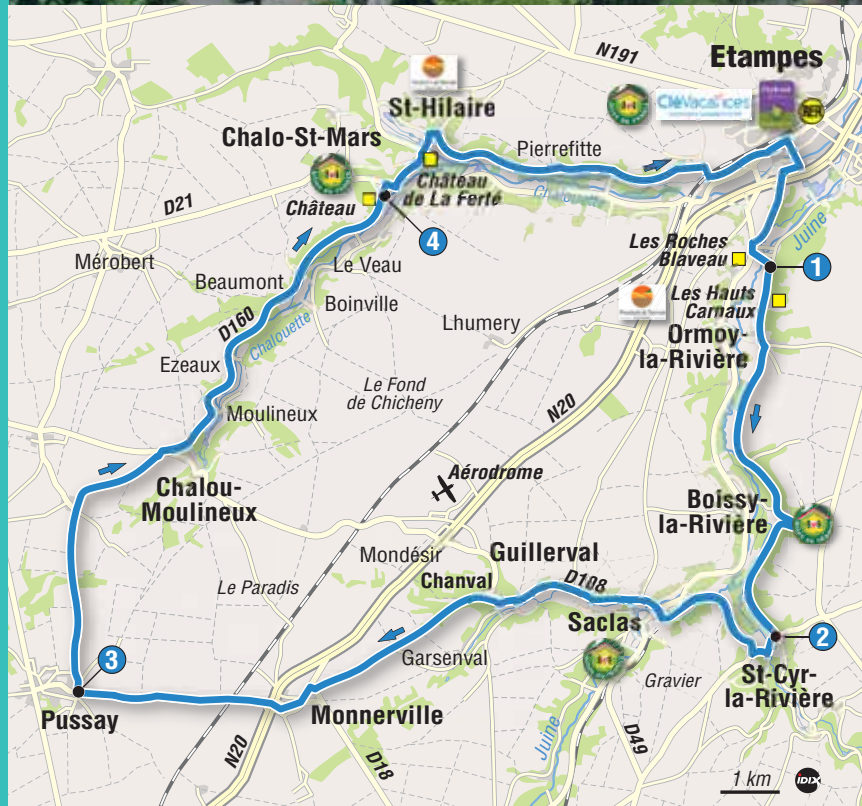 N191
Etampes
CléVacances
RER
St-Hilaire
Pierrefitte
Chalo-St-Mars
Château
de La Ferté
Chalouette
D21
Château
4
Juine
Mérobert
Le Veau
Les Roches
Blaveau
1
Beaumont
Boinville
Les Hauts
Carnaux
D160
Chalouette
Lhumery
Ormoy-
la-Rivière
Ezeaux
Le Fond
de Chicheny
N20
Moulineux
Aérodrome
Chalou-
Moulineux
Boissy-
la-Rivière
Mondésir
Guillerval
Chanval
D108
Le Paradis
Saclas
2
3
Garsenval
Gravier
St-Cyr-
la-Rivière
Pussay
Monnerville
Juine
N20
D18
D49
1 km
IDIX